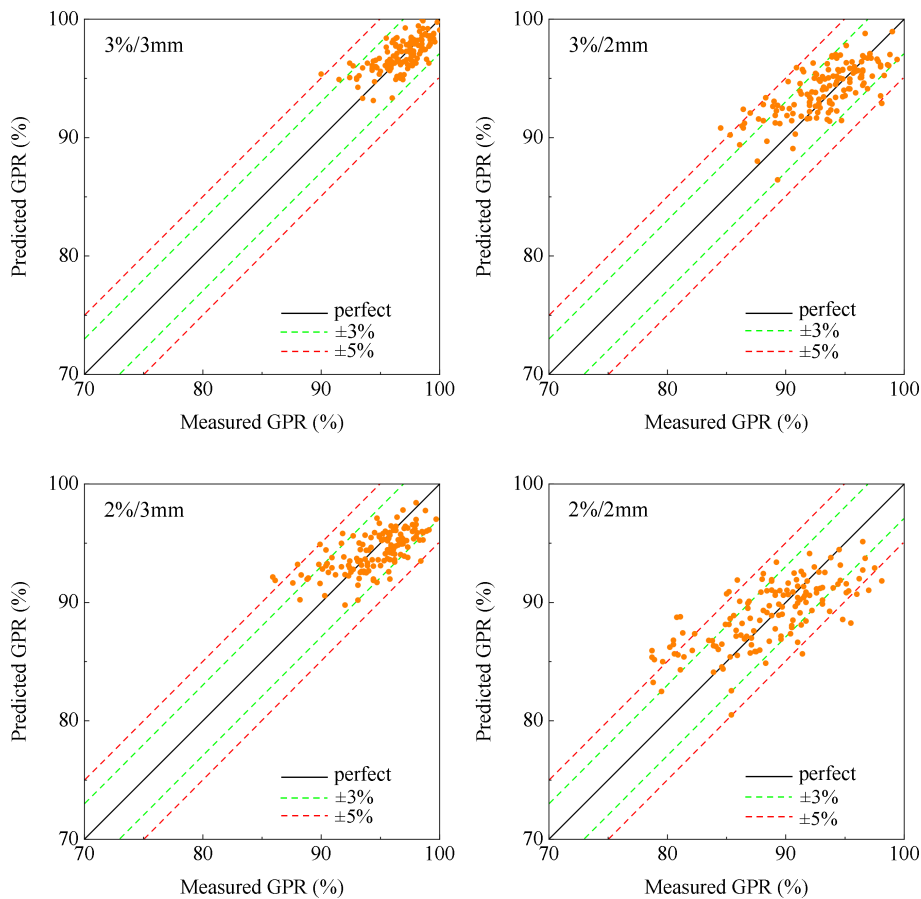 100
3%/3mm
90
80
70
Predicted GPR (%)
perfect
±3%
±5%
70 80 90 100
Measured GPR (%)
100
3%/2mm
90
80
70
Predicted GPR (%)
perfect
±3%
±5%
70 80 90 100
Measured GPR (%)
100
2%/3mm
90
80
70
Predicted GPR (%)
perfect
±3%
±5%
70 80 90 100
Measured GPR (%)
100
2%/2mm
90
80
70
Predicted GPR (%)
perfect
±3%
±5%
70 80 90 100
Measured GPR (%)